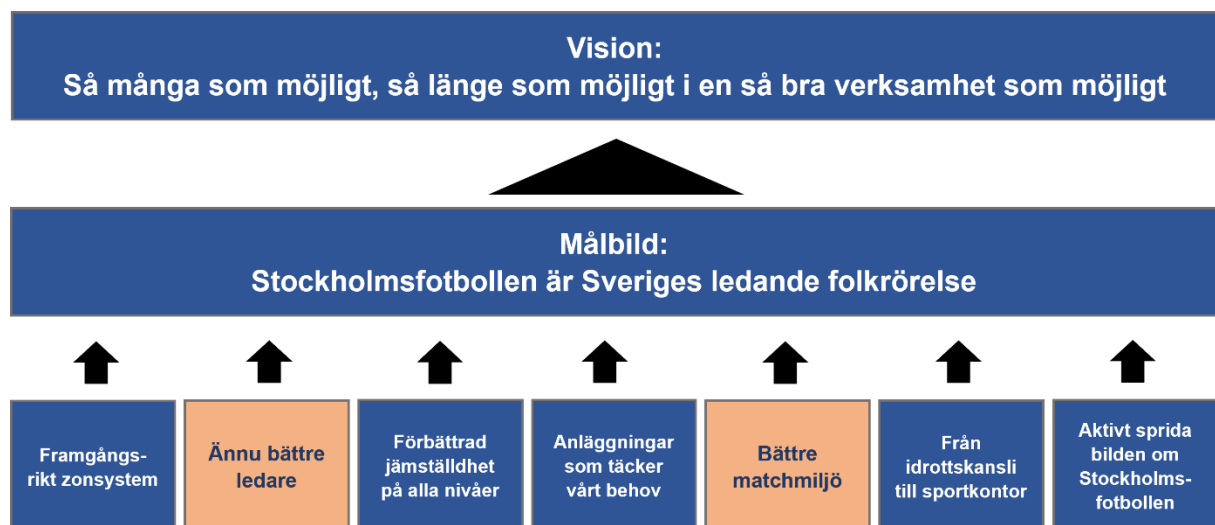 Vision:
Så många som möjligt, så länge som möjligt i en så bra verksamhet som möjligt
Målbild:
Stockholmsfotbollen är Sveriges ledande folkrörelse
Framgångs-
rikt zonsystem
Ännu bättre
ledare
Förbättrad
jämställdhet
på alla nivåer
Anläggningar
som täcker
vårt behov
Bättre
matchmiljö
Från
idrottskansli
till sportkontor
Aktivt sprida
bilden om
Stockholms-
fotbollen